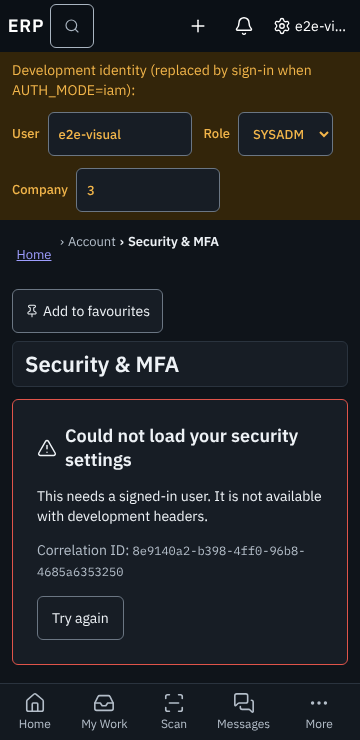 ERP
e2e-vi...
Development identity (replaced by sign-in when
AUTH_MODE=iam):
User e2e-visual Role SYSADM
Company 3
Home › Account › Security & MFA
Add to favourites
Security & MFA
Could not load your security
settings
This needs a signed-in user. It is not available
with development headers.
Correlation ID: 8e9140a2-b398-4ff0-96b8-
4685a6353250
Try again
Home My Work Scan Messages More